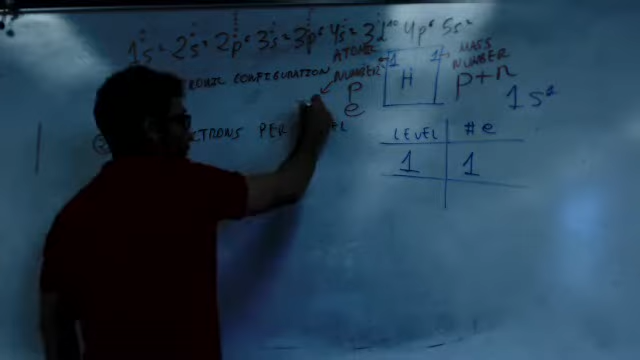 1s² 2s² 2p⁶ 3s² 3p⁶ 4s² 3d¹⁰ 4p⁶ 5s²
CONFIGURATION
ATOMIC NUMBER
1 1
H
MASS NUMBER
p
e
p+n
1s¹
PER
LEVEL #e
1 1